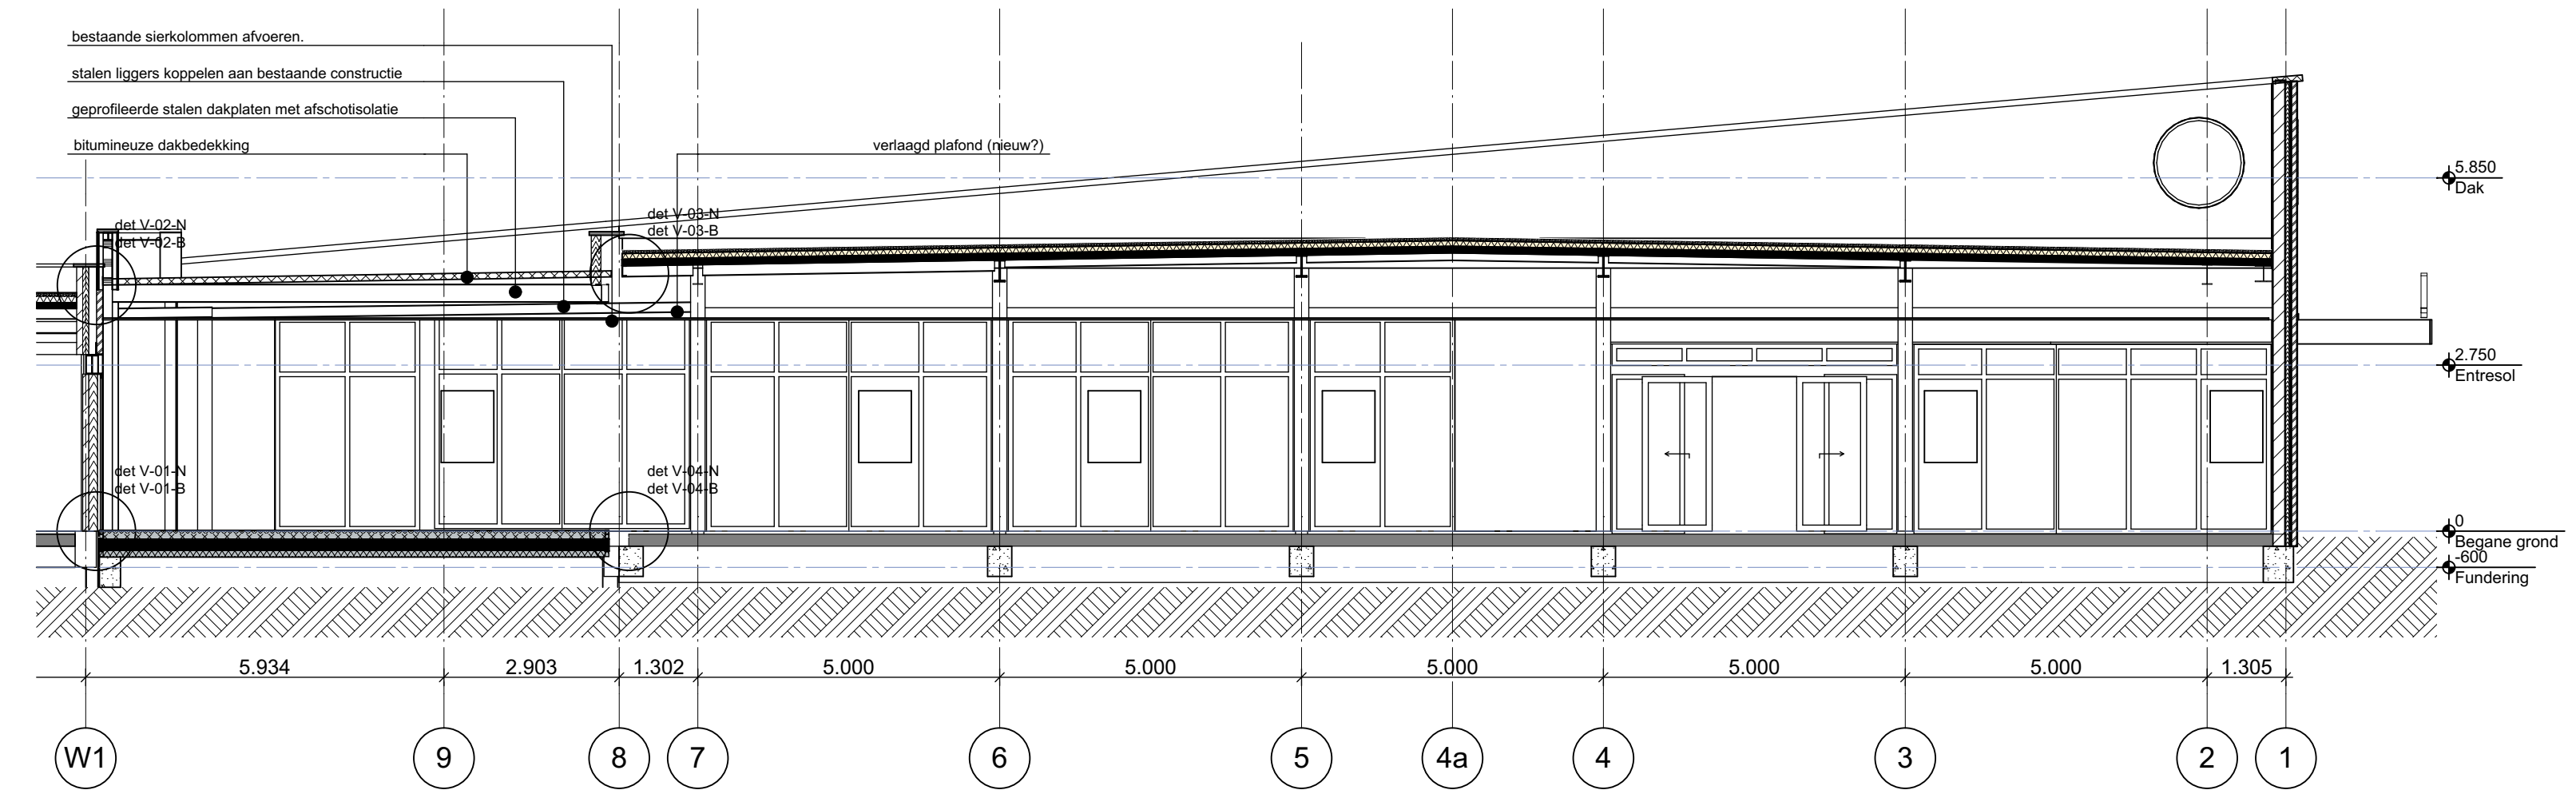 bestaande sierkolommen afvoeren.
stalen liggers koppelen aan bestaande constructie
geprofileerde stalen dakplaten met afschotisolatie
bitumineuze dakbedekking
verlaagd plafond (nieuw?)
5.850
Dak
det V-02-N
det V-02-B
det V-03-N
det V-03-B
2.750
Entresol
det V-01-N
det V-01-B
det V-04-N
det V-04-B
0
Begane grond
-600
Fundering
5.934 2.903 1.302 5.000 5.000 5.000 5.000 5.000 1.305
W1 9 8 7 6 5 4a 4 3 2 1